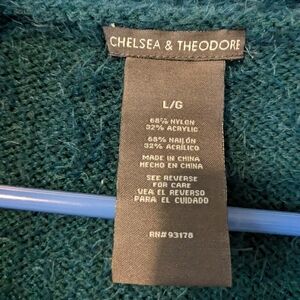 CHELSEA & THEODORE
L/G
68% NYLON
32% ACRYLIC
68% NAILON
32% ACRILICO
MADE IN CHINA
HECHO EN CHINA
SEE REVERSE
FOR CARE
VEA EL REVERSO
PARA EL CUIDADO
RN# 93178